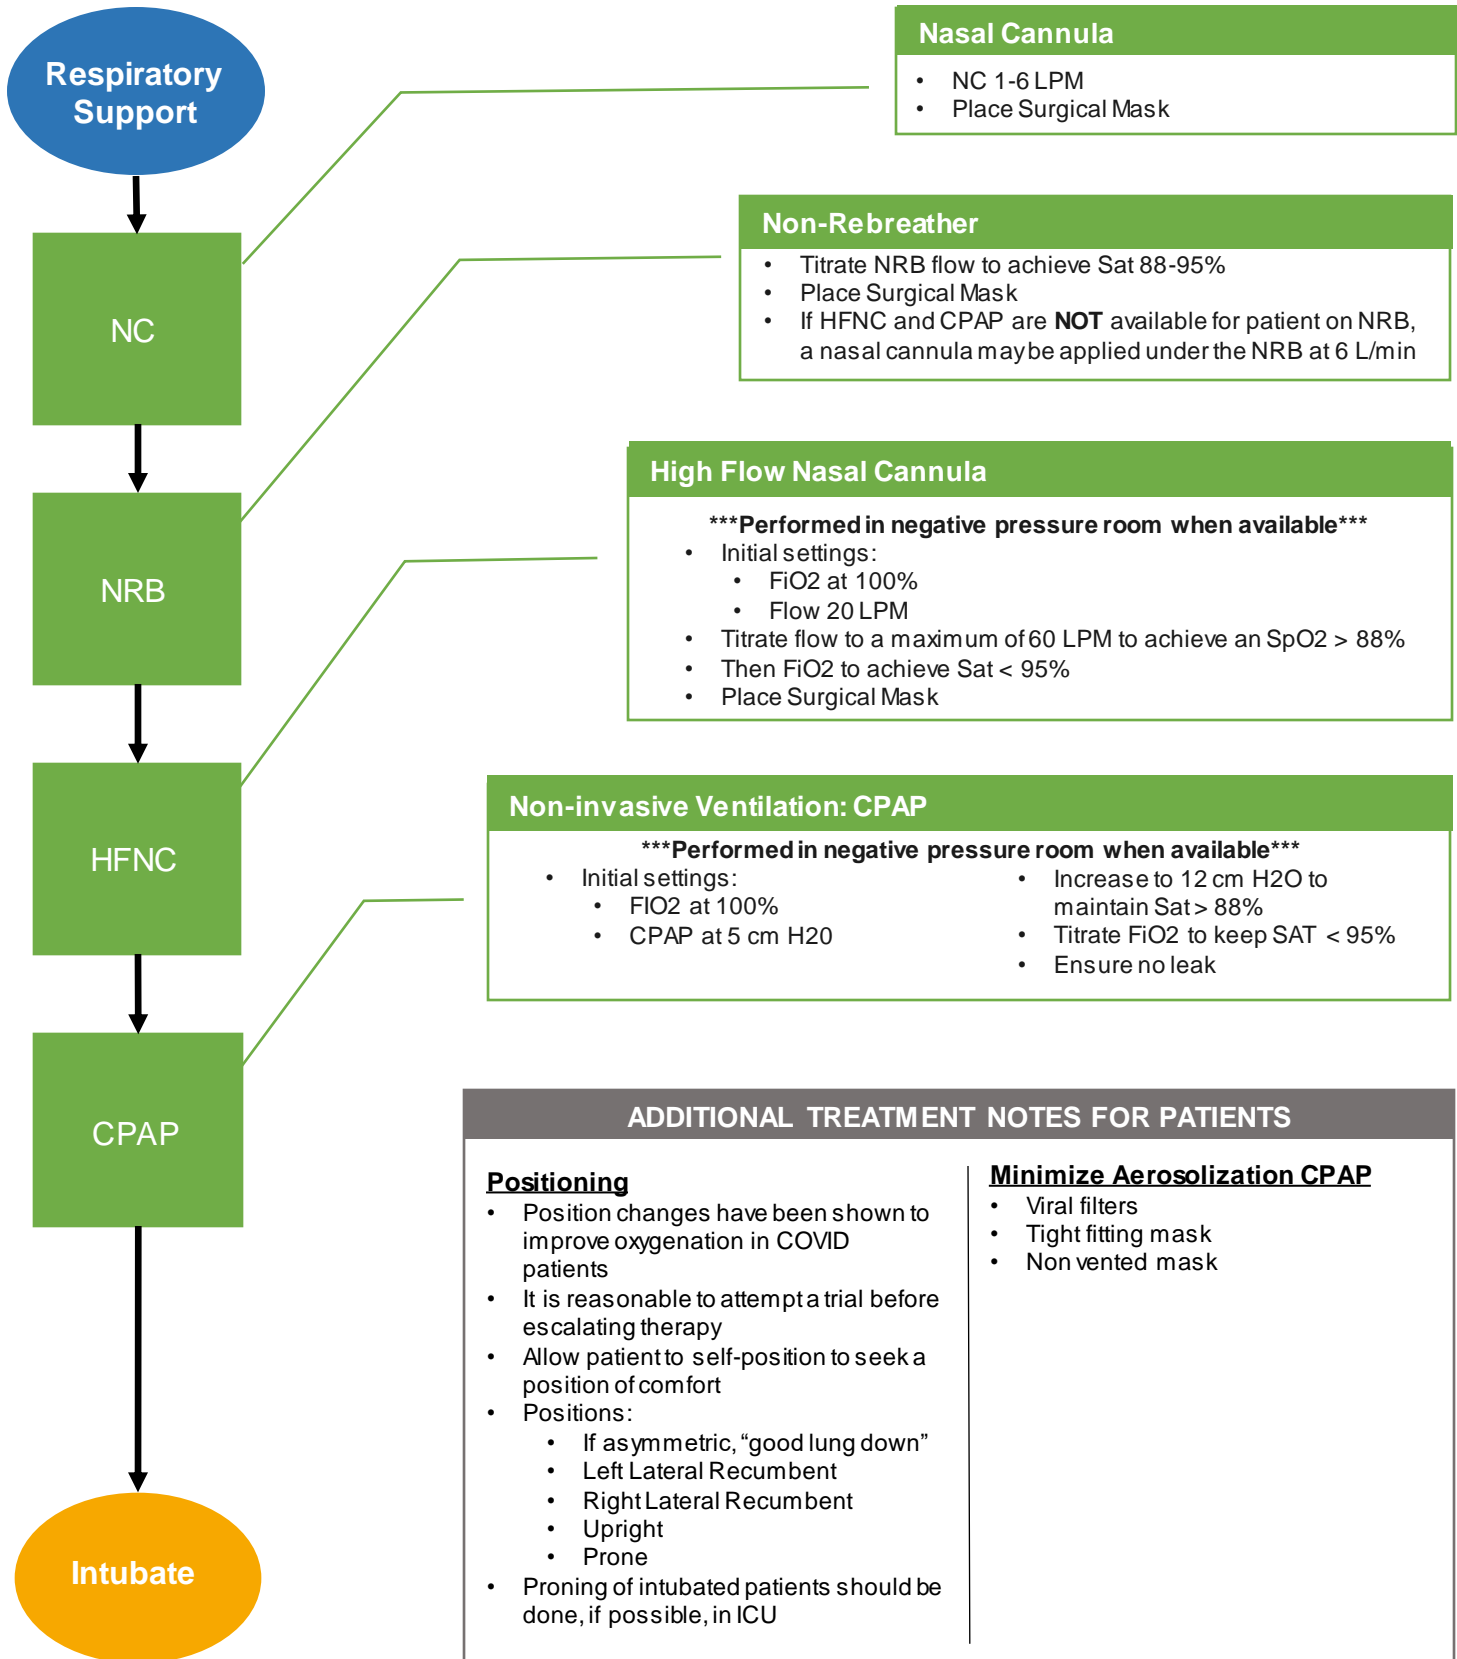 Respiratory
Support
NC
NRB
HFNC
CPAP
Intubate
Nasal Cannula
• NC 1-6 LPM
• Place Surgical Mask
Non-Rebreather
• Titrate NRB flow to achieve Sat 88-95%
• Place Surgical Mask
• If HFNC and CPAP are NOT available for patient on NRB,
a nasal cannula may be applied under the NRB at 6 L/min
High Flow Nasal Cannula
***Performed in negative pressure room when available***
• Initial settings:
• FiO2 at 100%
• Flow 20 LPM
• Titrate flow to a maximum of 60 LPM to achieve an SpO2 > 88%
• Then FiO2 to achieve Sat < 95%
• Place Surgical Mask
Non-invasive Ventilation: CPAP
***Performed in negative pressure room when available***
• Initial settings:
• FIO2 at 100%
• CPAP at 5 cm H20
• Increase to 12 cm H2O to
maintain Sat > 88%
• Titrate FiO2 to keep SAT < 95%
• Ensure no leak
ADDITIONAL TREATMENT NOTES FOR PATIENTS
Positioning
• Position changes have been shown to
improve oxygenation in COVID
patients
• It is reasonable to attempt a trial before
escalating therapy
• Allow patient to self-position to seek a
position of comfort
• Positions:
• If asymmetric, “good lung down”
• Left Lateral Recumbent
• Right Lateral Recumbent
• Upright
• Prone
• Proning of intubated patients should be
done, if possible, in ICU
Minimize Aerosolization CPAP
• Viral filters
• Tight fitting mask
• Non vented mask